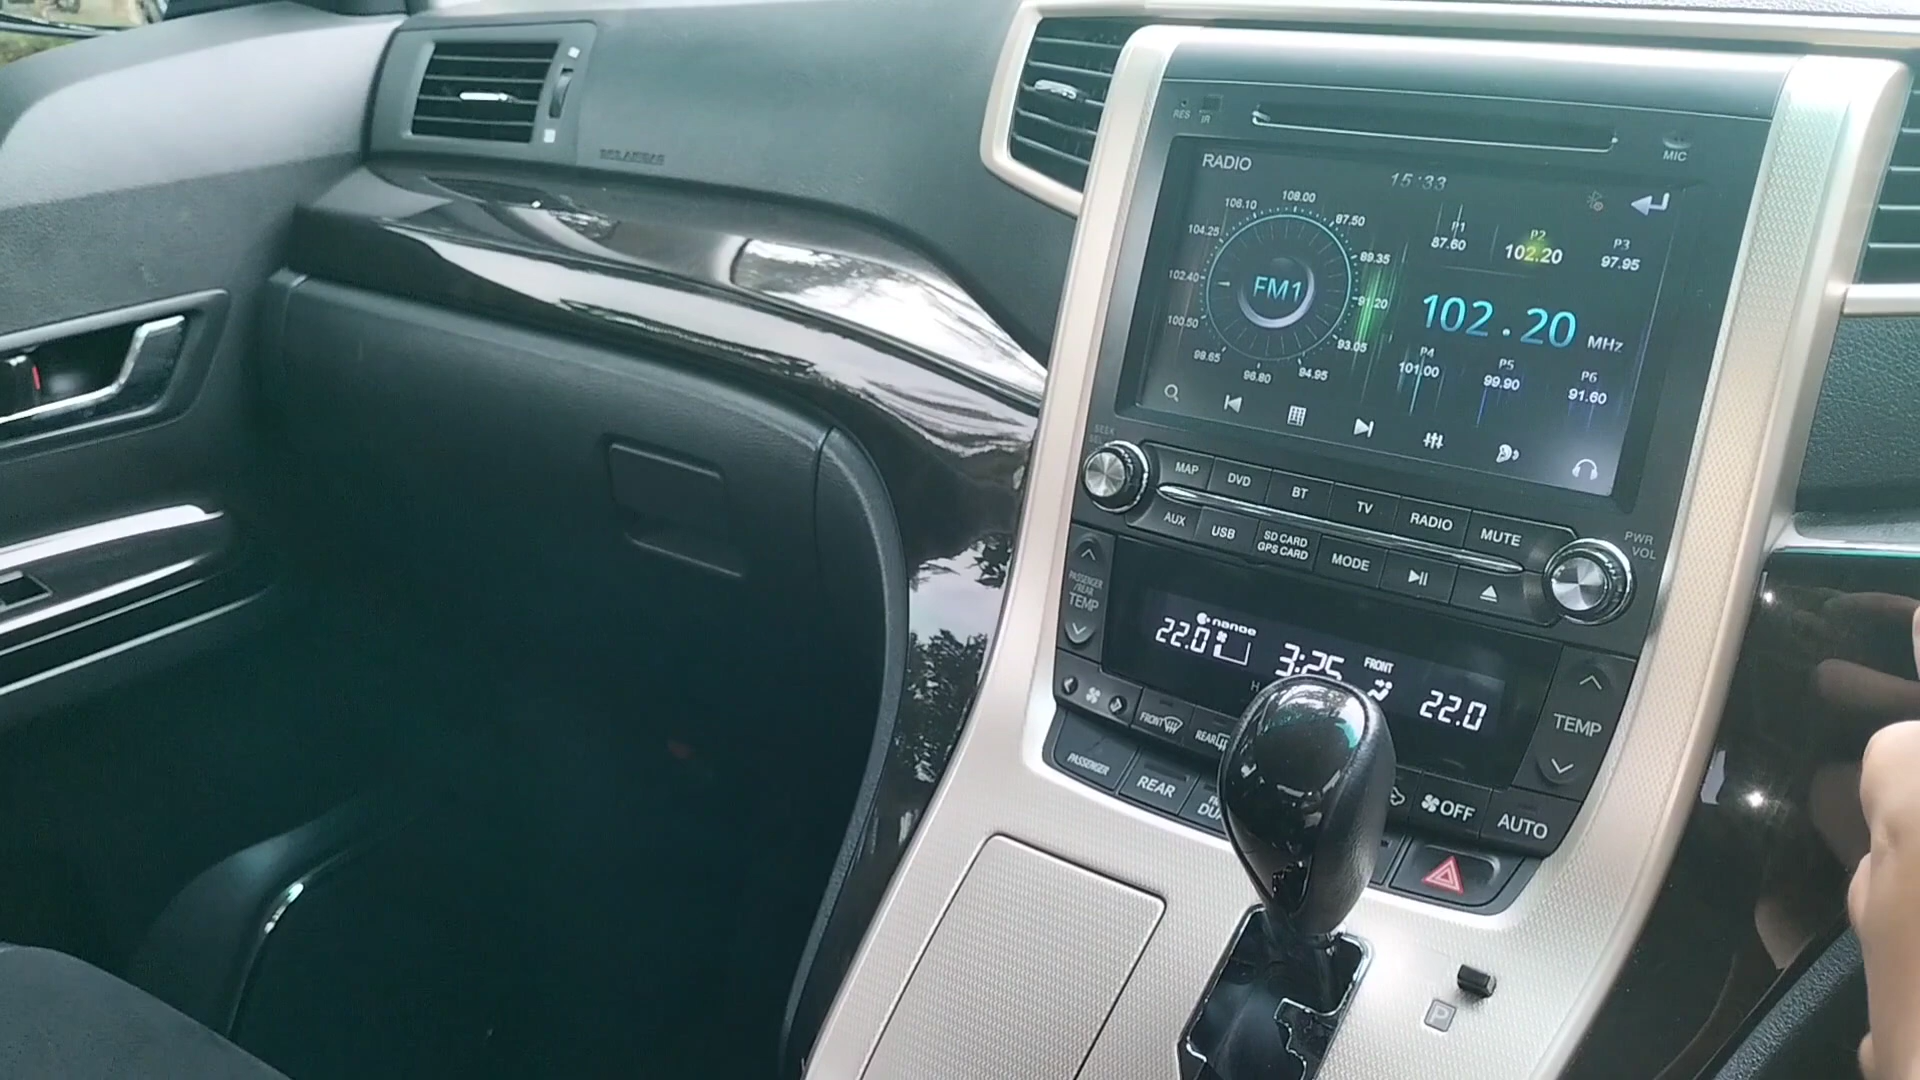 SRS AIRBAG
RES
IR
MIC
RADIO
15:33
108.00
106.10
87.50
104.25
89.35
102.40
91.20
100.50
93.05
98.65
94.95
96.80
FM1
P1
87.60
P2
102.20
P3
97.95
102.20 MHz
P4
101.00
P5
99.90
P6
91.60
SEEK
MAP
DVD
BT
TV
RADIO
MUTE
PWR
VOL
AUX
USB
SD CARD
GPS CARD
MODE
PASSENGER
/REAR
TEMP
nanoe
22.0
3:25
FRONT
22.0
TEMP
FRONT
REAR
PASSENGER
REAR
OFF
AUTO
P